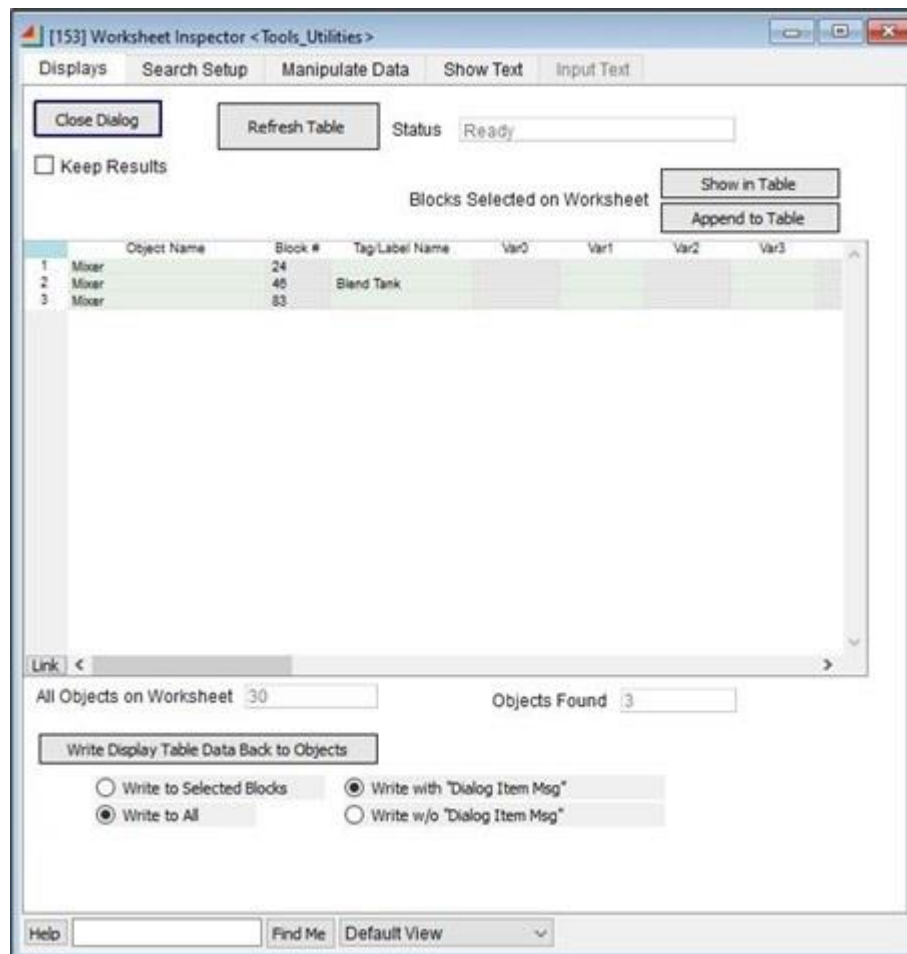 [153] Worksheet Inspector <Tools_Utilities>
Displays Search Setup Manipulate Data Show Text Input Text
Close Dialog Refresh Table Status Ready
Keep Results
Blocks Selected on Worksheet Show in Table
Append to Table
Object Name Block # Tag/Label Name Var0 Var1 Var2 Var3
1 Mixer 24
2 Mixer 46 Blend Tank
3 Mixer 83
Link
All Objects on Worksheet 30 Objects Found 3
Write Display Table Data Back to Objects
Write to Selected Blocks Write with "Dialog Item Msg"
Write to All Write w/o "Dialog Item Msg"
Help Find Me Default View